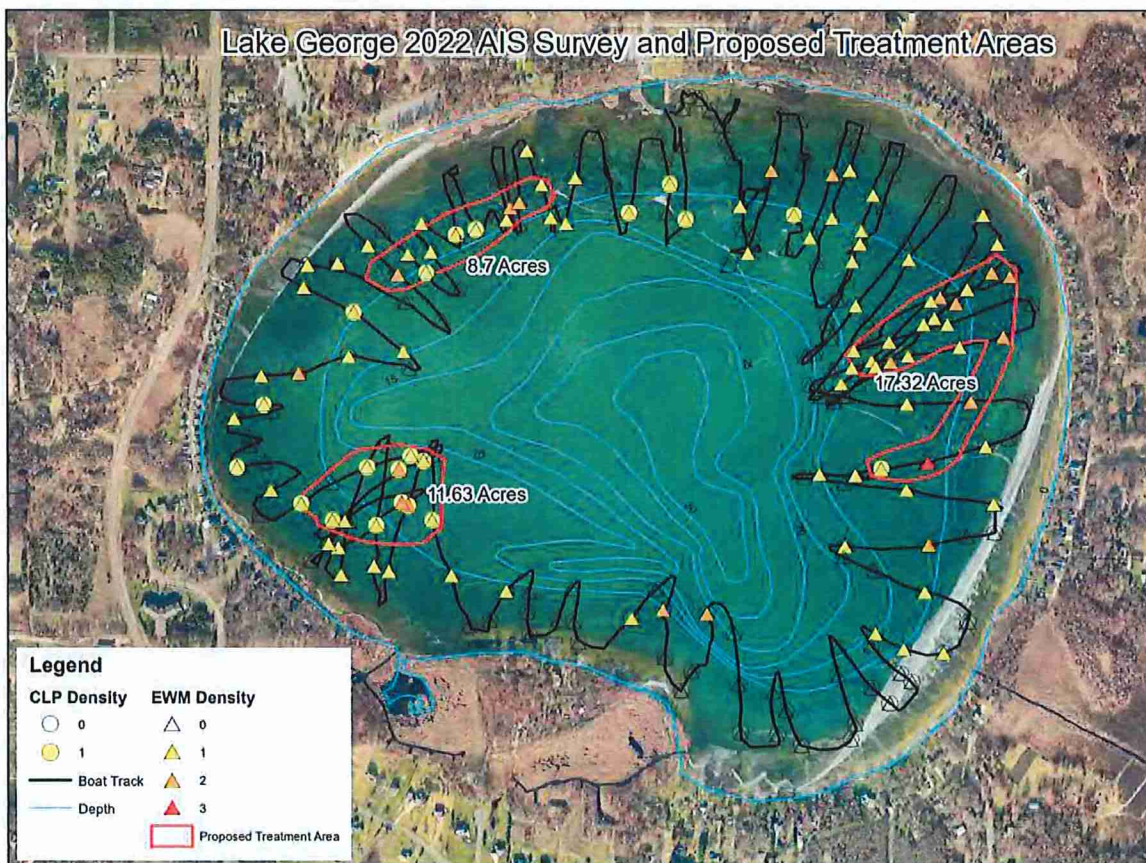 Lake George 2022 AIS Survey and Proposed Treatment Areas
8.7 Acres
17.32 Acres
11.63 Acres
15
Legend
CLP Density EWM Density
0 0
1 1
Boat Track 2
Depth 3
Proposed Treatment Area